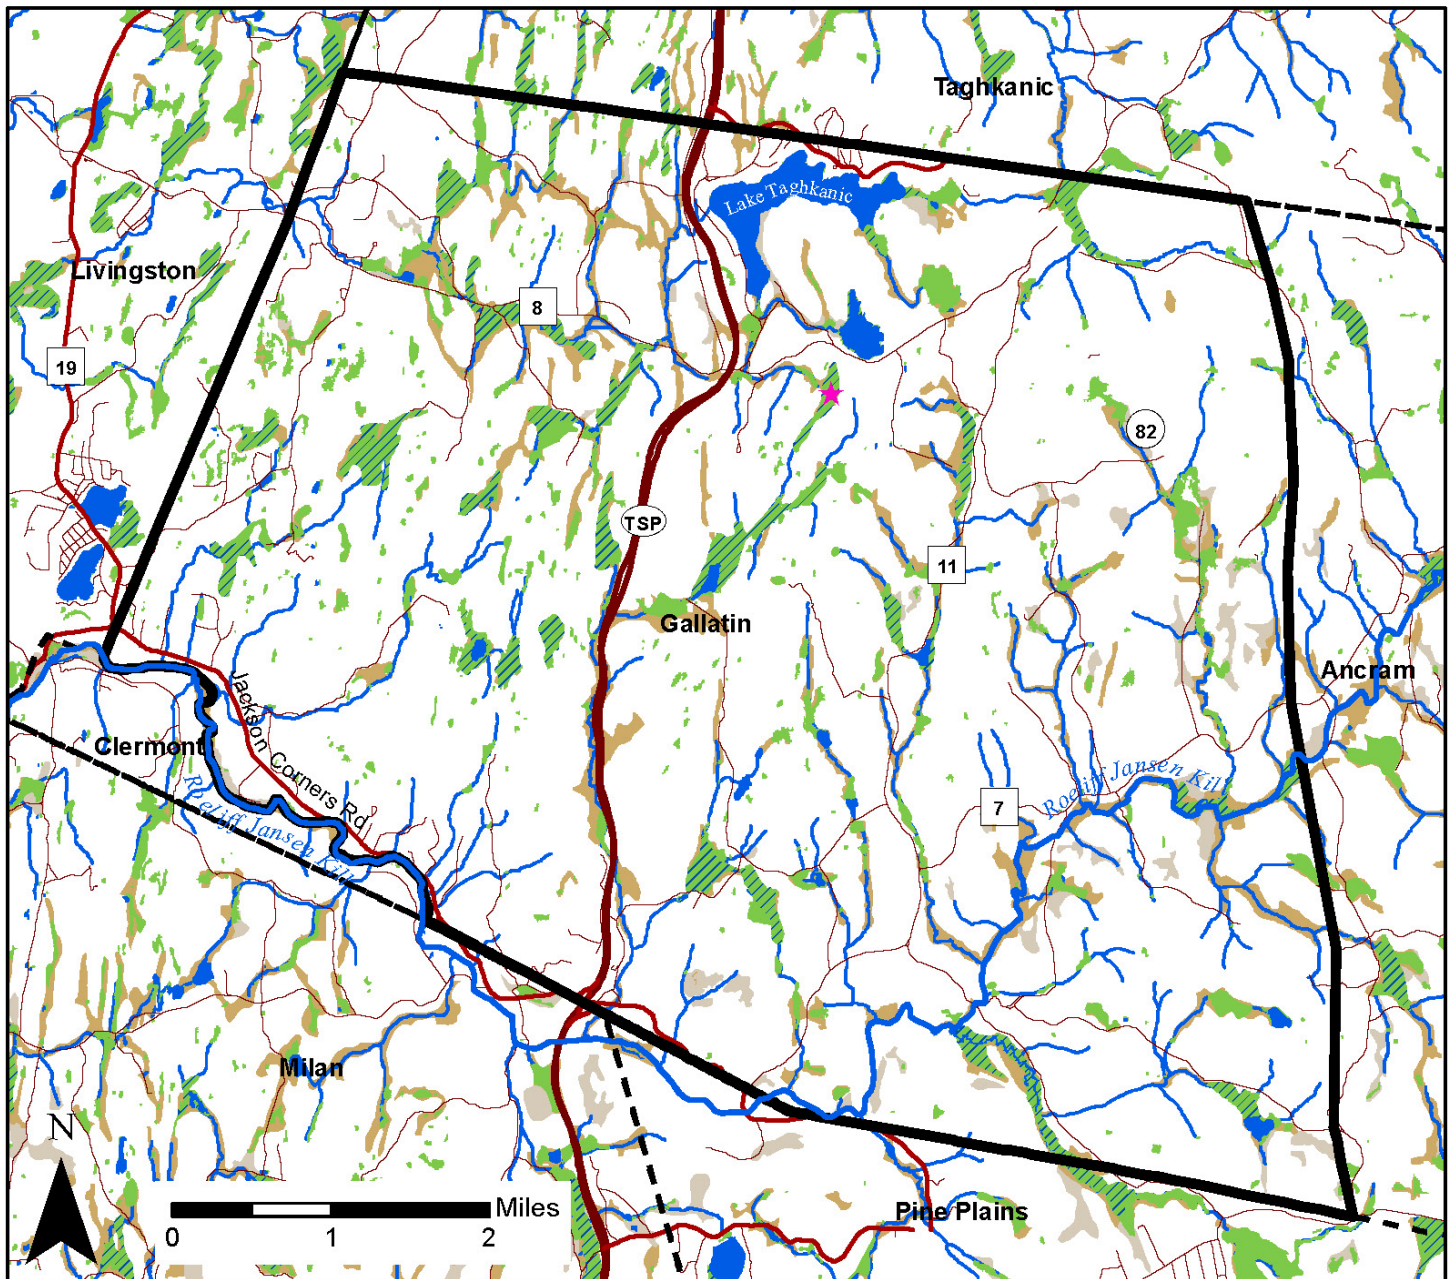 Taghkanic
Lake Taghkanic
Livingston
8
19
82
TSP
11
Gallatin
Ancram
Jackson Corners Rd
Clermont
Roeliff Jansen Kill
7
Roeliff Jansen Kill
Milan
N
Miles
0 1 2
Pine Plains